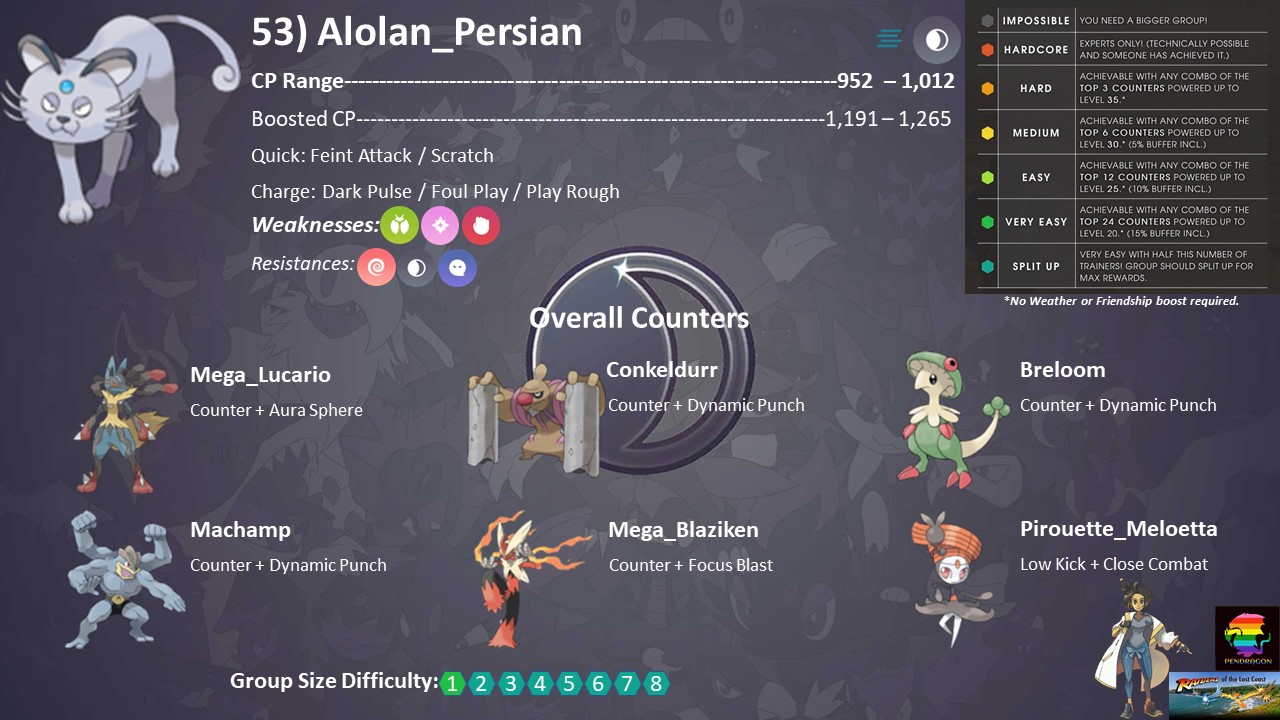 53) Alolan_Persian
CP Range------------------------------------------------------------------------952 – 1,012
Boosted CP-------------------------------------------------------------------1,191 – 1,265
Quick: Feint Attack / Scratch
Charge: Dark Pulse / Foul Play / Play Rough
Weaknesses:
Resistances:
IMPOSSIBLE YOU NEED A BIGGER GROUP!
HARDCORE EXPERTS ONLY! (TECHNICALLY POSSIBLE
AND SOMEONE HAS ACHIEVED IT.)
HARD ACHIEVABLE WITH ANY COMBO OF THE
TOP 3 COUNTERS POWERED UP TO
LEVEL 35.*
MEDIUM ACHIEVABLE WITH ANY COMBO OF THE
TOP 6 COUNTERS POWERED UP TO
LEVEL 30.* (5% BUFFER INCL.)
EASY ACHIEVABLE WITH ANY COMBO OF THE
TOP 12 COUNTERS POWERED UP TO
LEVEL 25.* (10% BUFFER INCL.)
VERY EASY ACHIEVABLE WITH ANY COMBO OF THE
TOP 24 COUNTERS POWERED UP TO
LEVEL 20.* (15% BUFFER INCL.)
SPLIT UP VERY EASY WITH HALF THIS NUMBER OF
TRAINERS! GROUP SHOULD SPLIT UP FOR
MAX REWARDS.
*No Weather or Friendship boost required.
Overall Counters
Mega_Lucario
Counter + Aura Sphere
Conkeldurr
Counter + Dynamic Punch
Breloom
Counter + Dynamic Punch
Machamp
Counter + Dynamic Punch
Mega_Blaziken
Counter + Focus Blast
Pirouette_Meloetta
Low Kick + Close Combat
Group Size Difficulty: 1 2 3 4 5 6 7 8
PENDRAGON
RAIDERS of the Lost Coast